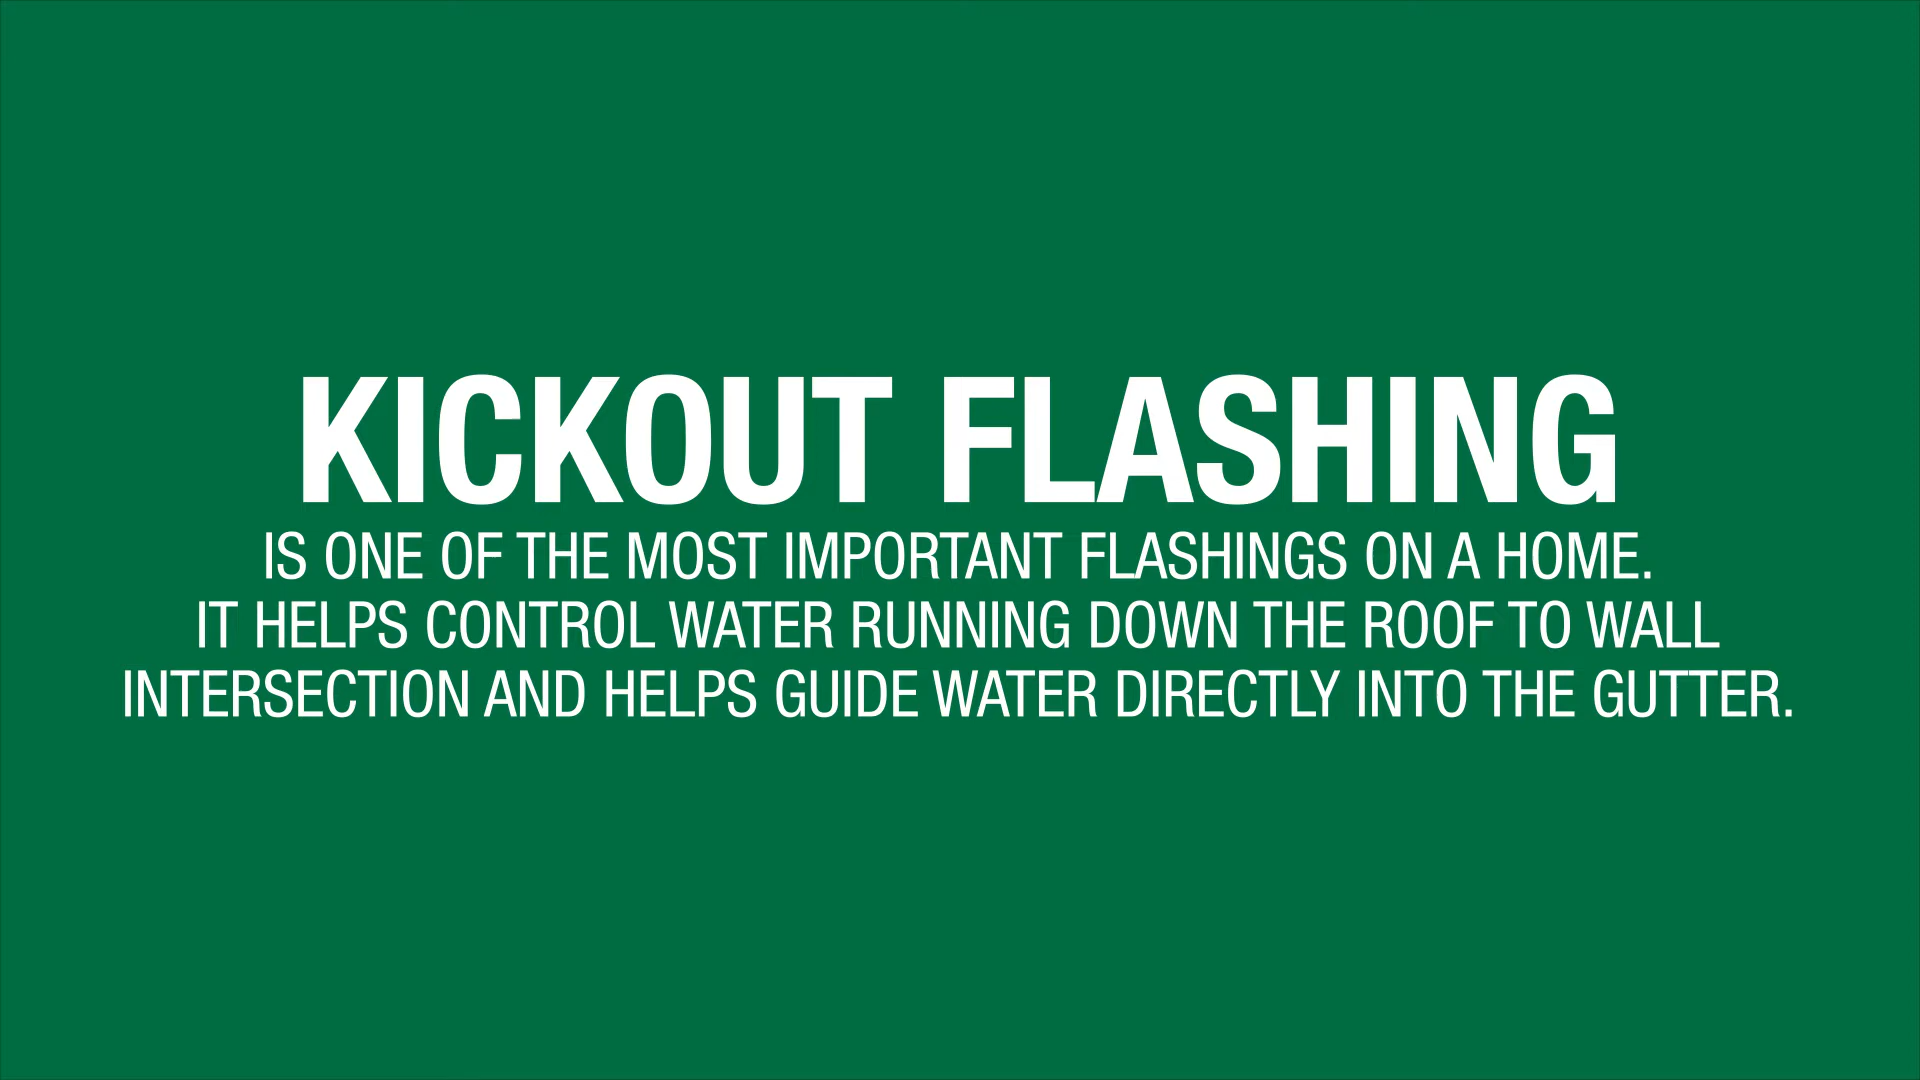 KICKOUT FLASHING
IS ONE OF THE MOST IMPORTANT FLASHINGS ON A HOME.
IT HELPS CONTROL WATER RUNNING DOWN THE ROOF TO WALL
INTERSECTION AND HELPS GUIDE WATER DIRECTLY INTO THE GUTTER.